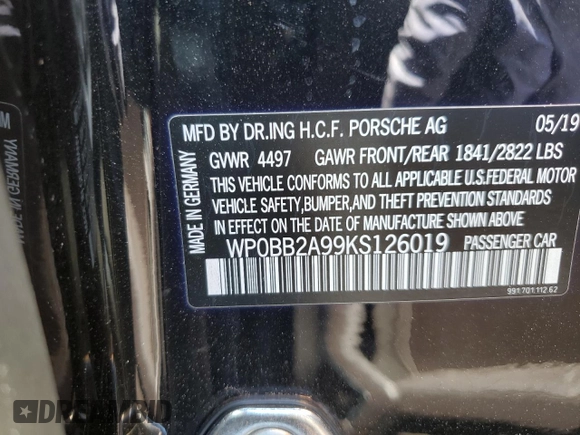 MFD BY DR.ING H.C.F. PORSCHE AG 05/19
GVWR 4497 GAWR FRONT/REAR 1841/2822 LBS
THIS VEHICLE CONFORMS TO ALL APPLICABLE U.S.FEDERAL MOTOR
VEHICLE SAFETY,BUMPER,AND THEFT PREVENTION STANDARDS
IN EFFECT ON THE DATE OF MANUFACTURE SHOWN ABOVE.
WP0BB2A99KS126019 PASSENGER CAR
991.701.112.62
MADE IN GERMANY
DREAMBID